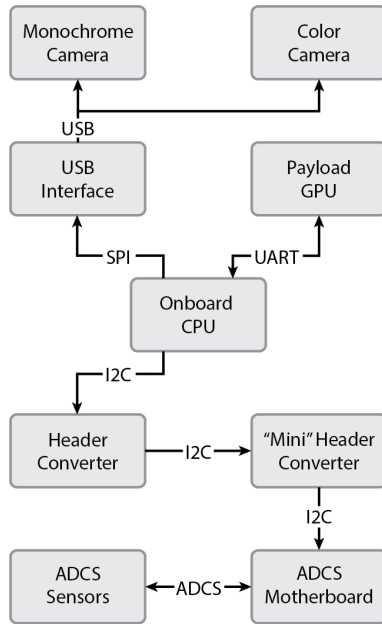 Monochrome
Camera
Color
Camera
USB
USB
Interface
Payload
GPU
SPI
UART
Onboard
CPU
I2C
Header
Converter
I2C
“Mini” Header
Converter
I2C
ADCS
Sensors
ADCS
ADCS
Motherboard